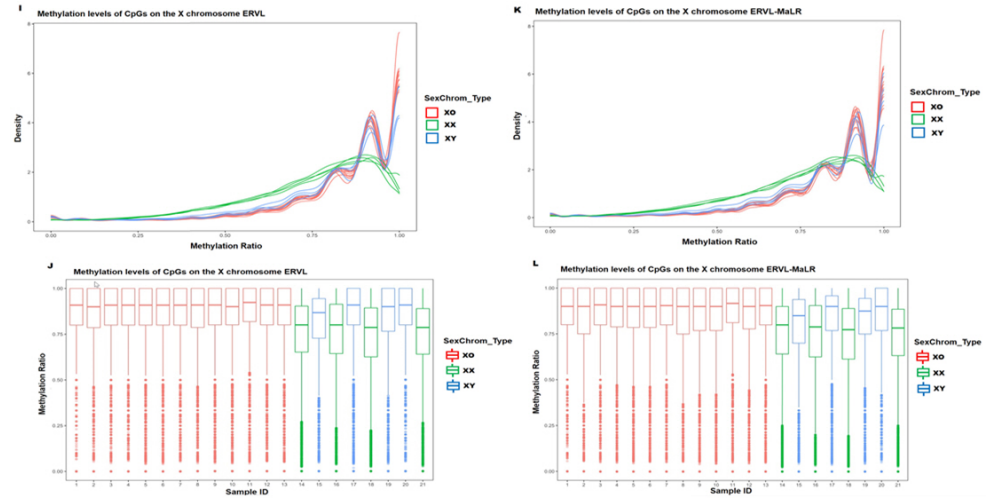 I
Methylation levels of CpGs on the X chromosome ERVL
8
6
4
2
0
Density
0.00 0.25 0.50 0.75 1.00
Methylation Ratio
SexChrom_Type
XO
XX
XY
K
Methylation levels of CpGs on the X chromosome ERVL-MaLR
8
6
4
2
0
Density
0.00 0.25 0.50 0.75 1.00
Methylation Ratio
SexChrom_Type
XO
XX
XY
J
Methylation levels of CpGs on the X chromosome ERVL
1.00
0.75
0.50
0.25
0.00
Methylation Ratio
1 2 3 4 5 6 7 8 9 10 11 12 13 14 15 16 17 18 19 20 21
Sample ID
SexChrom_Type
XO
XX
XY
L
Methylation levels of CpGs on the X chromosome ERVL-MaLR
1.00
0.75
0.50
0.25
0.00
Methylation Ratio
1 2 3 4 5 6 7 8 9 10 11 12 13 14 15 16 17 18 19 20 21
Sample ID
SexChrom_Type
XO
XX
XY